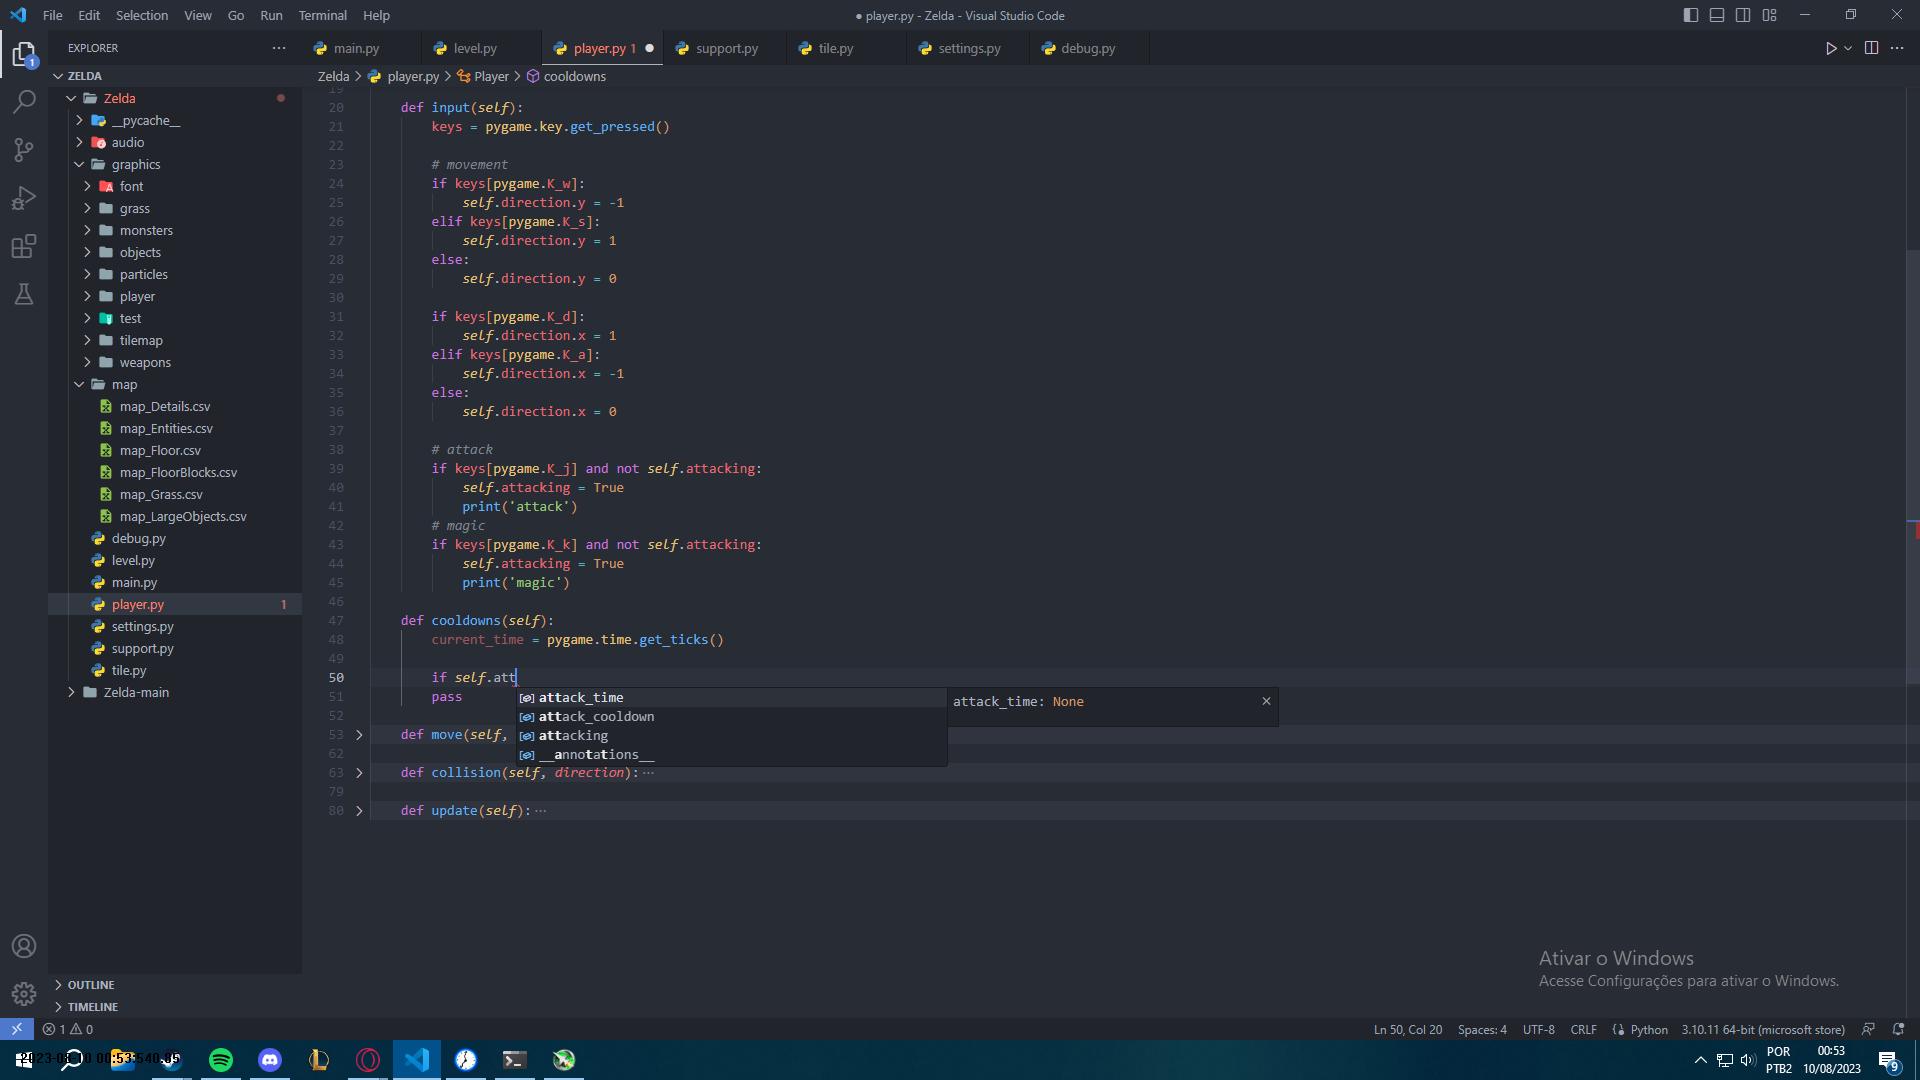 File Edit Selection View Go Run Terminal Help
● player.py - Zelda - Visual Studio Code
EXPLORER
main.py level.py player.py 1 support.py tile.py settings.py debug.py
ZELDA
Zelda > player.py > Player > cooldowns
Zelda
__pycache__
audio
graphics
font
grass
monsters
objects
particles
player
test
tilemap
weapons
map
map_Details.csv
map_Entities.csv
map_Floor.csv
map_FloorBlocks.csv
map_Grass.csv
map_LargeObjects.csv
debug.py
level.py
main.py
player.py 1
settings.py
support.py
tile.py
Zelda-main
OUTLINE
TIMELINE
19
20 def input(self):
21 keys = pygame.key.get_pressed()
22
23 # movement
24 if keys[pygame.K_w]:
25 self.direction.y = -1
26 elif keys[pygame.K_s]:
27 self.direction.y = 1
28 else:
29 self.direction.y = 0
30
31 if keys[pygame.K_d]:
32 self.direction.x = 1
33 elif keys[pygame.K_a]:
34 self.direction.x = -1
35 else:
36 self.direction.x = 0
37
38 # attack
39 if keys[pygame.K_j] and not self.attacking:
40 self.attacking = True
41 print('attack')
42 # magic
43 if keys[pygame.K_k] and not self.attacking:
44 self.attacking = True
45 print('magic')
46
47 def cooldowns(self):
48 current_time = pygame.time.get_ticks()
49
50 if self.att
51 pass
52
53 def move(self,
62
63 def collision(self, direction): ···
79
80 def update(self): ···
attack_time
attack_cooldown
attacking
__annotations__
attack_time: None
Ativar o Windows
Acesse Configurações para ativar o Windows.
1 0
Ln 50, Col 20 Spaces: 4 UTF-8 CRLF Python 3.10.11 64-bit (microsoft store)
POR
PTB2
00:53
10/08/2023
9